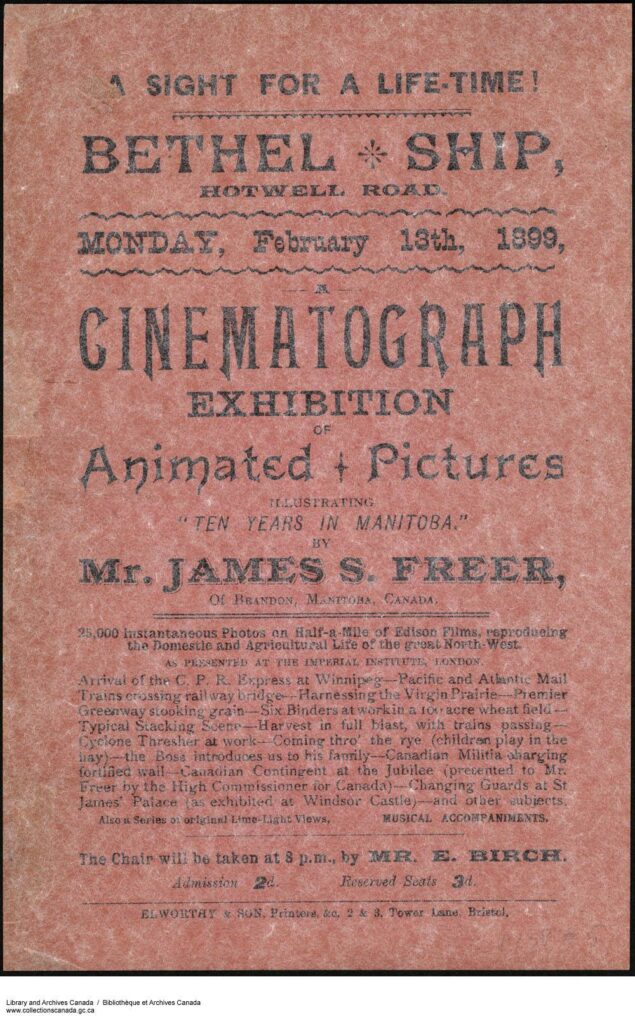 A SIGHT FOR A LIFE-TIME!
BETHEL SHIP,
HOTWELL ROAD.
MONDAY, February 13th, 1899,
A
CINEMATOGRAPH
EXHIBITION
OF
Animated Pictures
ILLUSTRATING
"TEN YEARS IN MANITOBA."
BY
Mr. JAMES S. FREER,
Of Brandon, Manitoba, Canada.
25,000 Instantaneous Photos on Half-a-Mile of Edison Films, reproducing
the Domestic and Agricultural Life of the great North-West.
AS PRESENTED AT THE IMPERIAL INSTITUTE, LONDON.
Arrival of the C. P. R. Express at Winnipeg—Pacific and Atlantic Mail
Trains crossing railway bridge—Harnessing the Virgin Prairie—Premier
Greenway stooking grain—Six Binders at work in a 100 acre wheat field—
Typical Stacking Scene—Harvest in full blast, with trains passing—
Cyclone Thresher at work—Coming thro' the rye (children play in the
hay)—the Boss introduces us to his family—Canadian Militia charging
fortified wall—Canadian Contingent at the Jubilee (presented to Mr.
Freer by the High Commissioner for Canada)—Changing Guards at St
James' Palace (as exhibited at Windsor Castle)—and other subjects.
Also a Series of original Lime-Light Views, MUSICAL ACCOMPANIMENTS.
The Chair will be taken at 8 p.m., by MR. E. BIRCH.
Admission 2d. Reserved Seats 3d.
ELWORTHY & SON, Printers, &c, 2 & 3, Tower Lane, Bristol,
Library and Archives Canada / Bibliothèque et Archives Canada
www.collectionscanada.gc.ca